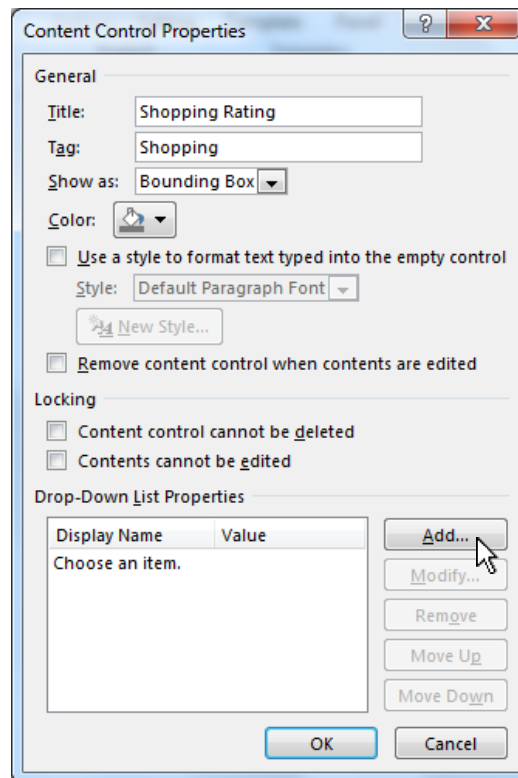 Content Control Properties
?
X
General
Title: Shopping Rating
Tag: Shopping
Show as: Bounding Box
Color:
Use a style to format text typed into the empty control
Style: Default Paragraph Font
New Style...
Remove content control when contents are edited
Locking
Content control cannot be deleted
Contents cannot be edited
Drop-Down List Properties
Display Name Value
Choose an item.
Add...
Modify...
Remove
Move Up
Move Down
OK Cancel